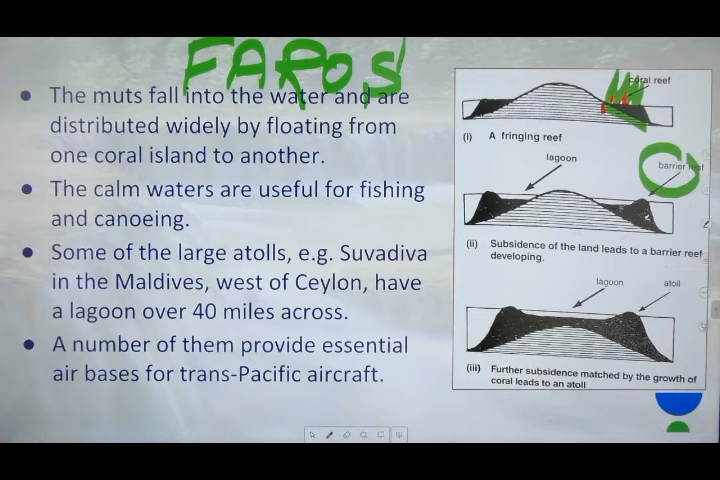 FAROS
The muts fall into the water and are
distributed widely by floating from
one coral island to another.
The calm waters are useful for fishing
and canoeing.
Some of the large atolls, e.g. Suvadiva
in the Maldives, west of Ceylon, have
a lagoon over 40 miles across.
A number of them provide essential
air bases for trans-Pacific aircraft.
coral reef
(i) A fringing reef
lagoon
barrier reef
(ii) Subsidence of the land leads to a barrier reef
developing.
lagoon
atoll
(iii) Further subsidence matched by the growth of
coral leads to an atoll